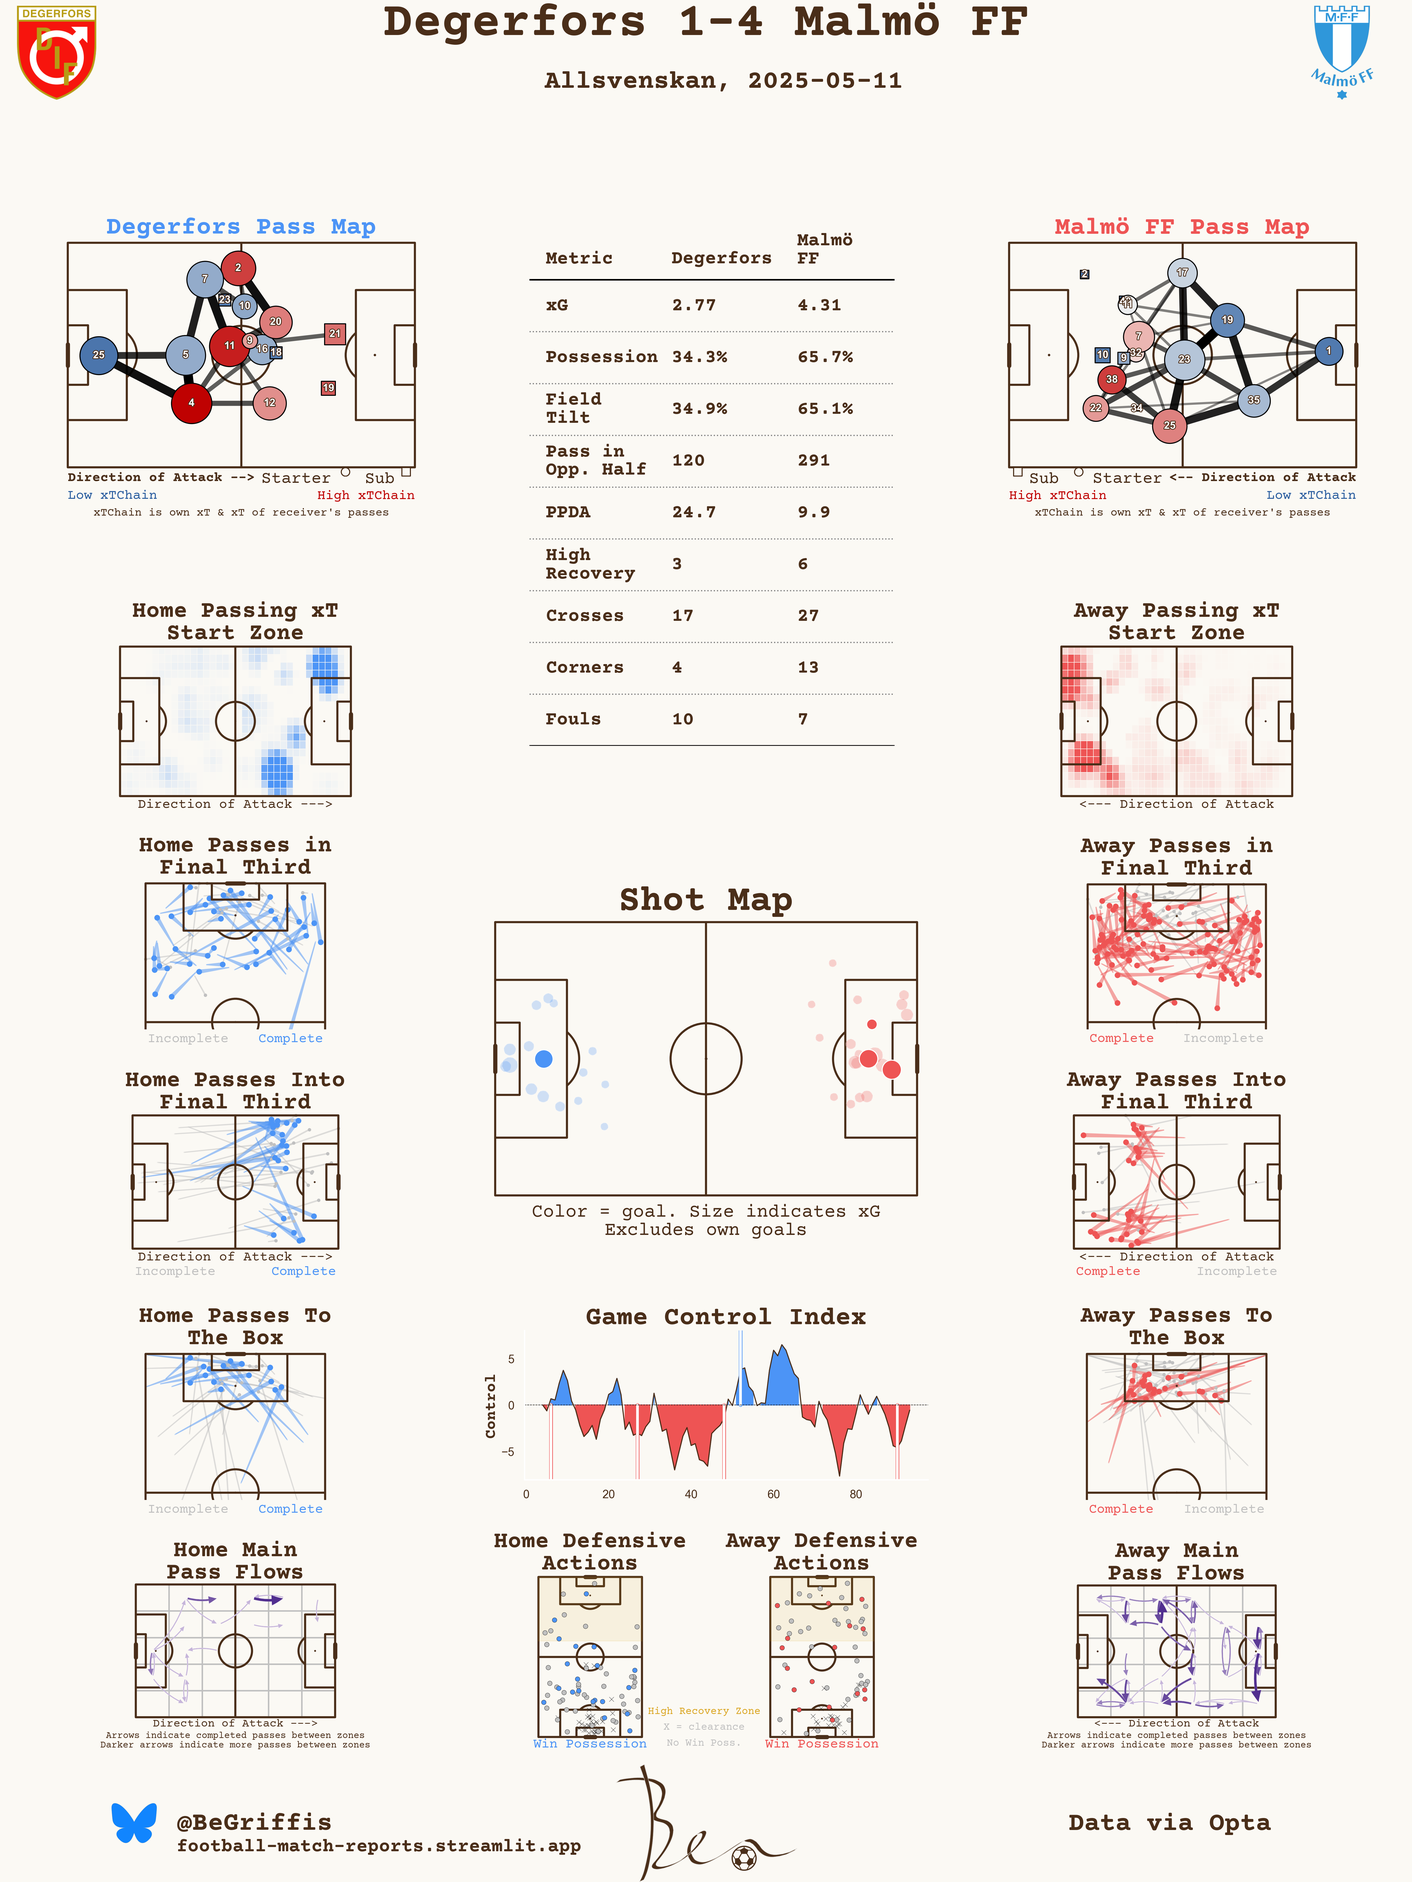 Degerfors 1-4 Malmö FF
Allsvenskan, 2025-05-11
DEGERFORS
DIF
M.F.F
Malmö FF
Degerfors Pass Map
7
2
23
10
20
21
9
11
16
18
25
5
19
4
12
Direction of Attack --> Starter Sub
Low xTChain High xTChain
xTChain is own xT & xT of receiver's passes
Metric Degerfors Malmö FF
xG 2.77 4.31
Possession 34.3% 65.7%
Field Tilt 34.9% 65.1%
Pass in Opp. Half 120 291
PPDA 24.7 9.9
High Recovery 3 6
Crosses 17 27
Corners 4 13
Fouls 10 7
Malmö FF Pass Map
2
17
11
19
7
32
10
9
23
1
38
22
34
35
25
Sub Starter <-- Direction of Attack
High xTChain Low xTChain
xTChain is own xT & xT of receiver's passes
Home Passing xT
Start Zone
Direction of Attack --->
Away Passing xT
Start Zone
<--- Direction of Attack
Home Passes in
Final Third
Incomplete Complete
Away Passes in
Final Third
Complete Incomplete
Shot Map
Color = goal. Size indicates xG
Excludes own goals
Home Passes Into
Final Third
Direction of Attack --->
Incomplete Complete
Away Passes Into
Final Third
<--- Direction of Attack
Complete Incomplete
Home Passes To
The Box
Incomplete Complete
Game Control Index
Control
5
0
-5
0 20 40 60 80
Away Passes To
The Box
Complete Incomplete
Home Main
Pass Flows
Direction of Attack --->
Arrows indicate completed passes between zones
Darker arrows indicate more passes between zones
Home Defensive
Actions
Win Possession
High Recovery Zone
X = clearance
No Win Poss.
Away Defensive
Actions
Win Possession
Away Main
Pass Flows
<--- Direction of Attack
Arrows indicate completed passes between zones
Darker arrows indicate more passes between zones
@BeGriffis
football-match-reports.streamlit.app
Ben
Data via Opta